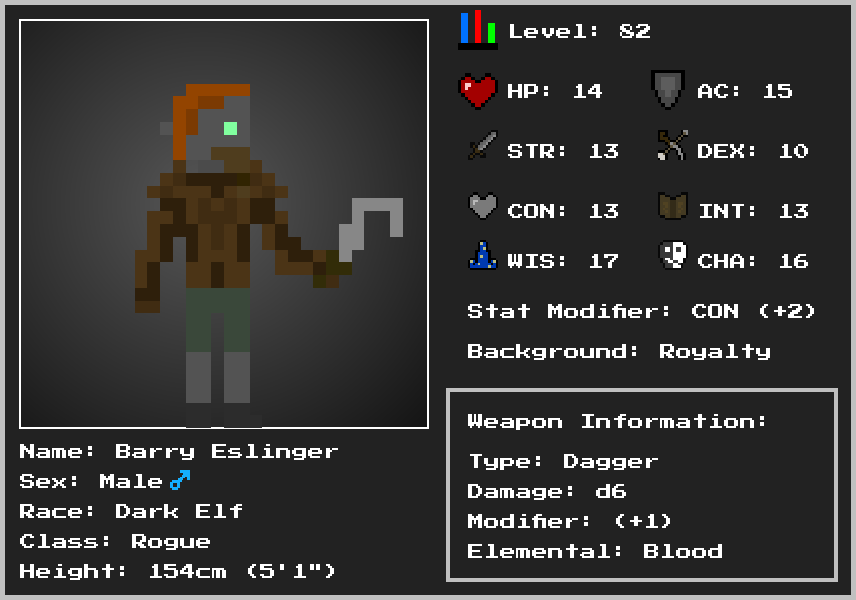 Level: 82
HP: 14
AC: 15
STR: 13
DEX: 10
CON: 13
INT: 13
WIS: 17
CHA: 16
Stat Modifier: CON (+2)
Background: Royalty
Weapon Information:
Type: Dagger
Damage: d6
Modifier: (+1)
Elemental: Blood
Name: Barry Eslinger
Sex: Male ♂
Race: Dark Elf
Class: Rogue
Height: 154cm (5'1")